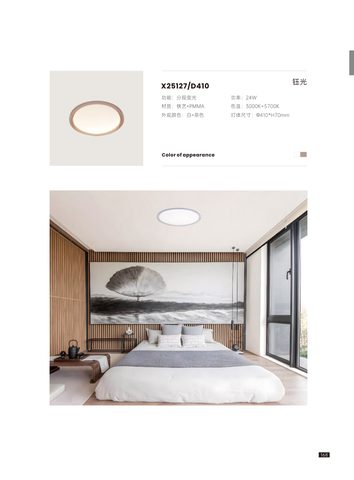 钰光
X25127/D410
功能：分段变光
功率：24W
材质：铁艺+PMMA
色温：3000K+5700K
外观颜色：白+茶色
灯体尺寸：Φ410*H70mm
Color of appearance
168